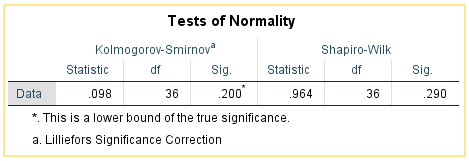 Tests of Normality
Kolmogorov-Smirnovᵃ Shapiro-Wilk
Statistic df Sig. Statistic df Sig.
Data .098 36 .200* .964 36 .290
*. This is a lower bound of the true significance.
a. Lilliefors Significance Correction